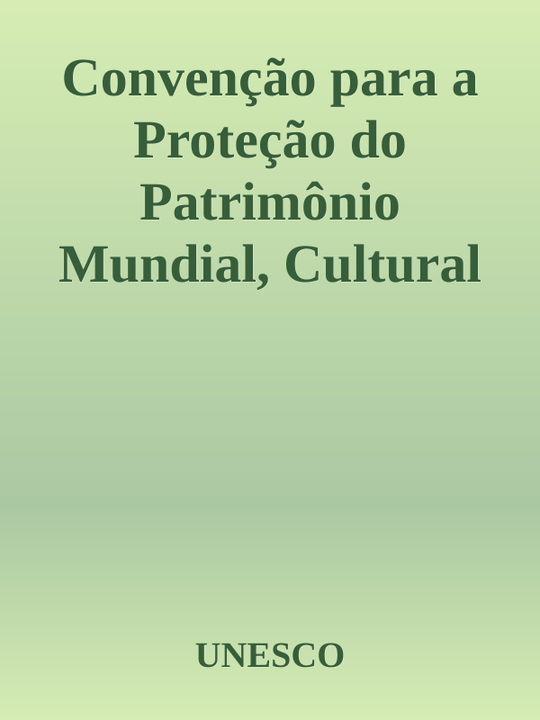 Convenção para a
Proteção do
Patrimônio
Mundial, Cultural
UNESCO